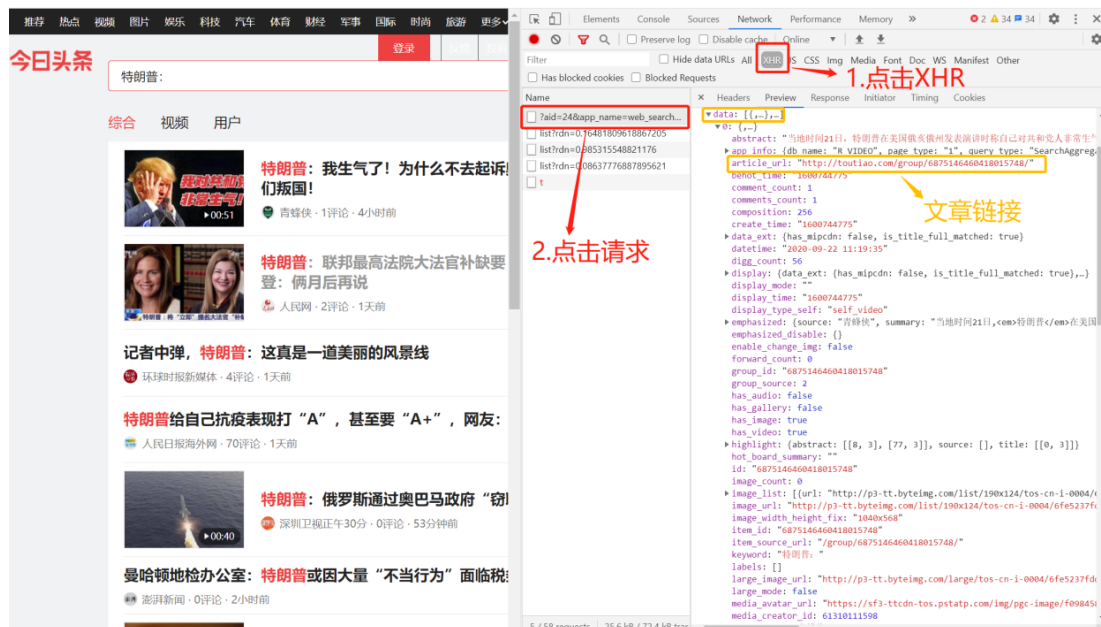 推荐 热点 视频 图片 娱乐 科技 汽车 体育 财经 军事 国际 时尚 旅游 更多
今日头条
登录
特朗普:
综合 视频 用户
特朗普：我生气了！为什么不去起诉
们叛国！
青蜂侠 · 1评论 · 4小时前
00:51
特朗普：联邦最高法院大法官补缺要
登：俩月后再说
人民网 · 2评论 · 1天前
记者中弹，特朗普：这真是一道美丽的风景线
环球时报新媒体 · 4评论 · 1天前
特朗普给自己抗疫表现打“A”，甚至要“A+”，网友：
人民日报海外网 · 70评论 · 1天前
特朗普：俄罗斯通过奥巴马政府“窃
深圳卫视正午30分 · 0评论 · 53分钟前
00:40
曼哈顿地检办公室：特朗普或因大量“不当行为”面临税
澎湃新闻 · 0评论 · 2小时前
Elements Console Sources Network Performance Memory » 2 34 34
Preserve log Disable cache Online
Filter Hide data URLs All XHR JS CSS Img Media Font Doc WS Manifest Other
Has blocked cookies Blocked Requests
1.点击XHR
Name
?aid=24&app_name=web_search...
list?rdn=0.16481809618867205
list?rdn=0.985315548821176
list?rdn=0.08637776887895621
t
2.点击请求
5 / 58 requests 25.6 kB / 72.4 kB tran
× Headers Preview Response Initiator Timing Cookies
▼data: [{,…},…]
▼0: {,…}
abstract: "当地时间21日，特朗普在美国俄亥俄州发表演讲时称自己对共和党人非常生气
▶app_info: {db_name: "R_VIDEO", page_type: "1", query_type: "SearchAggreg
article_url: "http://toutiao.com/group/6875146460418015748/"
behot_time: "1600744775"
comment_count: 1
comments_count: 1
文章链接
composition: 256
create_time: "1600744775"
▶data_ext: {has_mipcdn: false, is_title_full_matched: true}
datetime: "2020-09-22 11:19:35"
digg_count: 56
▶display: {data_ext: {has_mipcdn: false, is_title_full_matched: true},…}
display_mode: ""
display_time: "1600744775"
display_type_self: "self_video"
▶emphasized: {source: "青蜂侠", summary: "当地时间21日,<em>特朗普</em>在美国
emphasized_disable: {}
enable_change_img: false
forward_count: 0
group_id: "6875146460418015748"
group_source: 2
has_audio: false
has_gallery: false
has_image: true
has_video: true
▶highlight: {abstract: [[8, 3], [77, 3]], source: [], title: [[0, 3]]}
hot_board_summary: ""
id: "6875146460418015748"
image_count: 0
▶image_list: [{url: "http://p3-tt.byteimg.com/list/190x124/tos-cn-i-0004/
image_url: "http://p3-tt.byteimg.com/list/190x124/tos-cn-i-0004/6fe5237f
image_width_height_fix: "1040x568"
item_id: "6875146460418015748"
item_source_url: "/group/6875146460418015748/"
keyword: "特朗普: "
labels: []
large_image_url: "http://p3-tt.byteimg.com/large/tos-cn-i-0004/6fe5237fd
large_mode: false
media_avatar_url: "https://sf3-ttcdn-tos.pstatp.com/img/pgc-image/f09845
media_creator_id: 61310111598